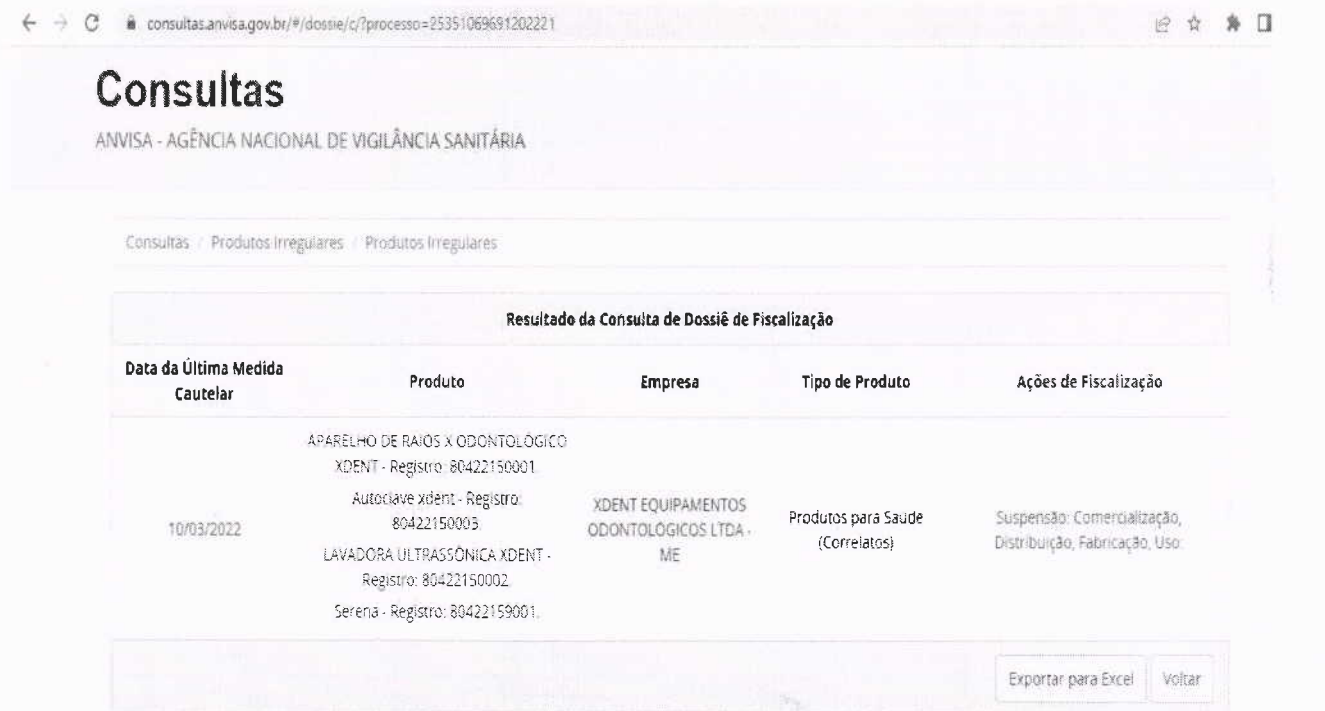 consultas.anvisa.gov.br/#/dossie/c/?processo=25351069691202221
Consultas
ANVISA - AGÊNCIA NACIONAL DE VIGILÂNCIA SANITÁRIA
Consultas / Produtos Irregulares / Produtos Irregulares
Resultado da Consulta de Dossiê de Fiscalização
Data da Última Medida
Cautelar
Produto
Empresa
Tipo de Produto
Ações de Fiscalização
10/03/2022
APARELHO DE RAIOS X ODONTOLÓGICO
XDENT - Registro: 80422150001.
Autoclave xdent - Registro:
80422150003.
LAVADORA ULTRASSÔNICA XDENT -
Registro: 80422150002.
Serena - Registro: 80422159001.
XDENT EQUIPAMENTOS
ODONTOLÓGICOS LTDA -
ME
Produtos para Saúde
(Correlatos)
Suspensão: Comercialização,
Distribuição, Fabricação, Uso.
Exportar para Excel
Voltar